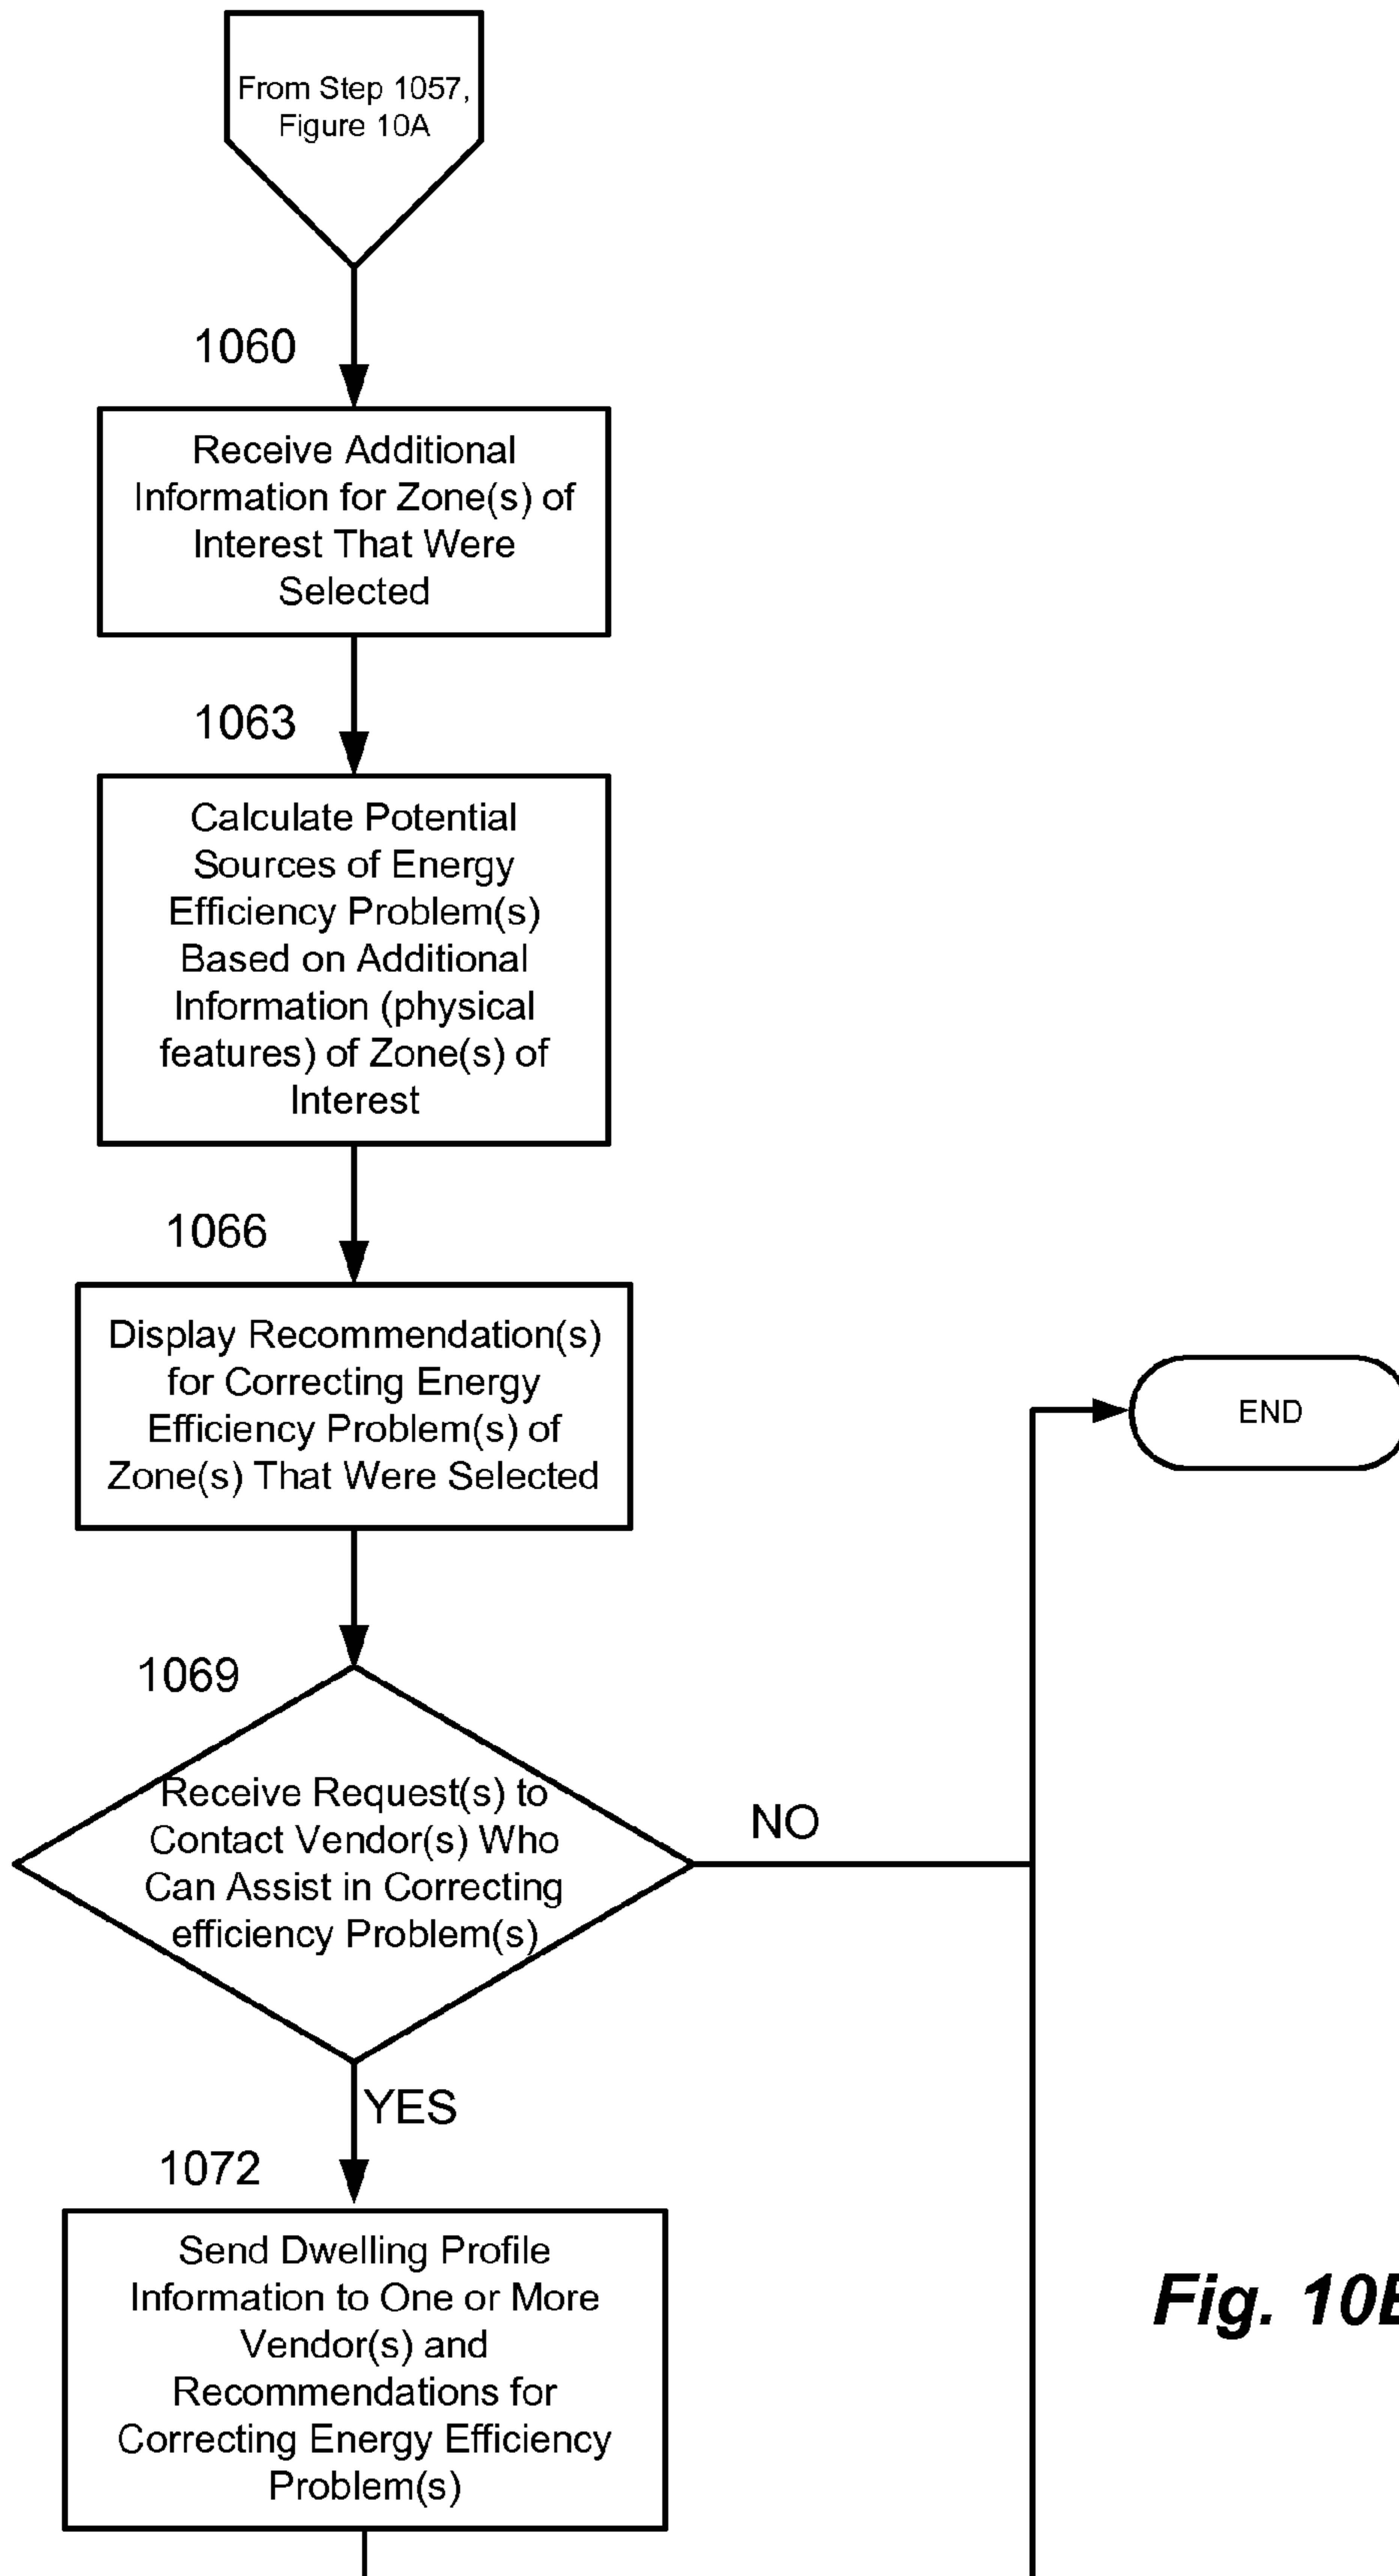 From Step 1057,
Figure 10A
1060
Receive Additional
Information for Zone(s) of
Interest That Were
Selected
1063
Calculate Potential
Sources of Energy
Efficiency Problem(s)
Based on Additional
Information (physical
features) of Zone(s) of
Interest
1066
Display Recommendation(s)
for Correcting Energy
Efficiency Problem(s) of
Zone(s) That Were Selected
END
1069
Receive Request(s) to
Contact Vendor(s) Who
Can Assist in Correcting
efficiency Problem(s)
NO
YES
1072
Send Dwelling Profile
Information to One or More
Vendor(s) and
Recommendations for
Correcting Energy Efficiency
Problem(s)
Fig.